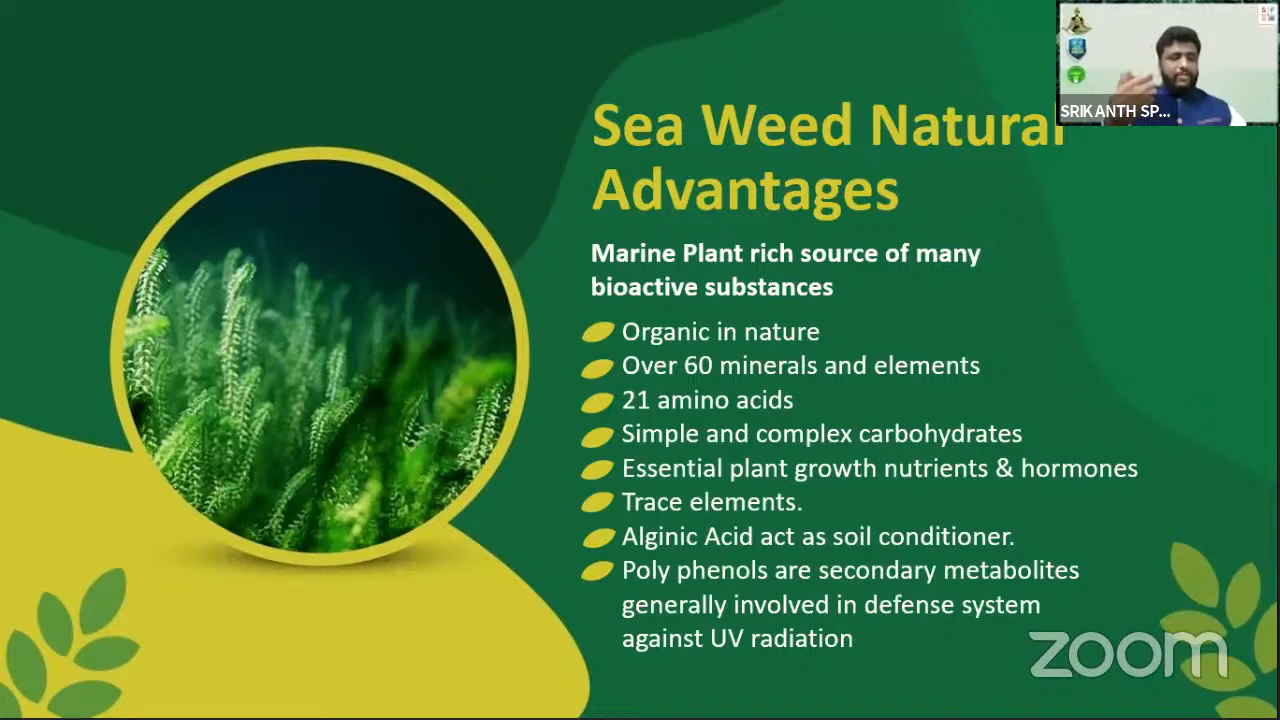 Sea Weed Natural
Advantages
SRIKANTH SP...
Marine Plant rich source of many
bioactive substances
Organic in nature
Over 60 minerals and elements
21 amino acids
Simple and complex carbohydrates
Essential plant growth nutrients & hormones
Trace elements.
Alginic Acid act as soil conditioner.
Poly phenols are secondary metabolites
generally involved in defense system
against UV radiation
zoom